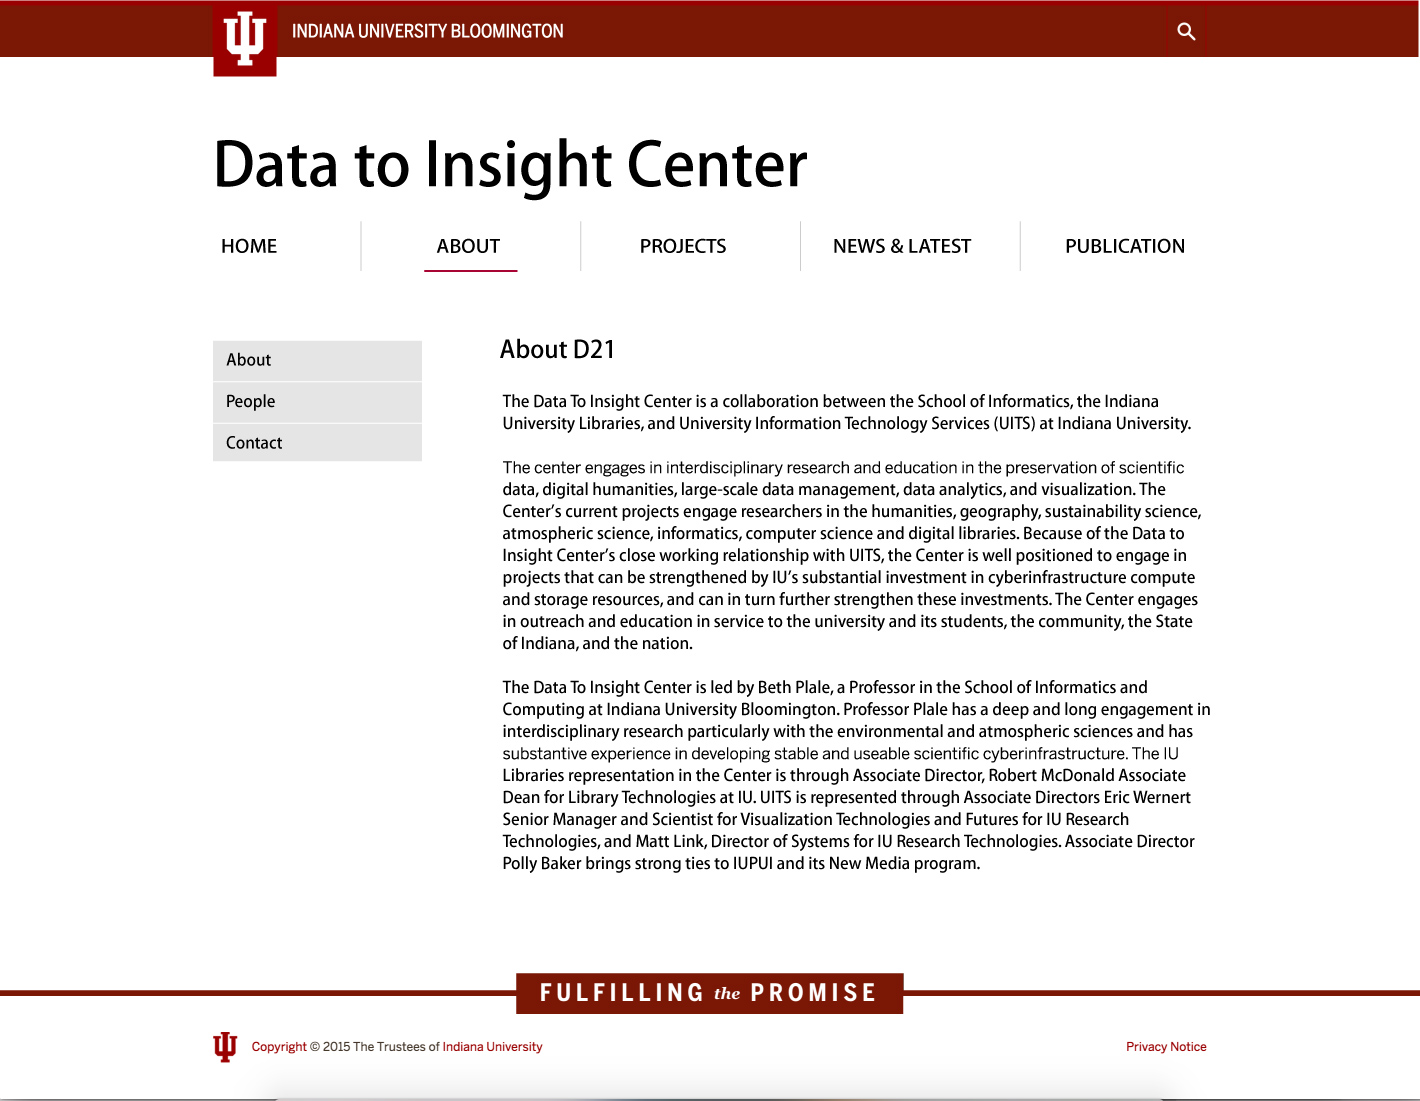 INDIANA UNIVERSITY BLOOMINGTON
Data to Insight Center
HOME
ABOUT
PROJECTS
NEWS & LATEST
PUBLICATION
About
People
Contact
About D21
The Data To Insight Center is a collaboration between the School of Informatics, the Indiana
University Libraries, and University Information Technology Services (UITS) at Indiana University.
The center engages in interdisciplinary research and education in the preservation of scientific
data, digital humanities, large-scale data management, data analytics, and visualization. The
Center’s current projects engage researchers in the humanities, geography, sustainability science,
atmospheric science, informatics, computer science and digital libraries. Because of the Data to
Insight Center’s close working relationship with UITS, the Center is well positioned to engage in
projects that can be strengthened by IU’s substantial investment in cyberinfrastructure compute
and storage resources, and can in turn further strengthen these investments. The Center engages
in outreach and education in service to the university and its students, the community, the State
of Indiana, and the nation.
The Data To Insight Center is led by Beth Plale, a Professor in the School of Informatics and
Computing at Indiana University Bloomington. Professor Plale has a deep and long engagement in
interdisciplinary research particularly with the environmental and atmospheric sciences and has
substantive experience in developing stable and useable scientific cyberinfrastructure. The IU
Libraries representation in the Center is through Associate Director, Robert McDonald Associate
Dean for Library Technologies at IU. UITS is represented through Associate Directors Eric Wernert
Senior Manager and Scientist for Visualization Technologies and Futures for IU Research
Technologies, and Matt Link, Director of Systems for IU Research Technologies. Associate Director
Polly Baker brings strong ties to IUPUI and its New Media program.
FULFILLING the PROMISE
Copyright © 2015 The Trustees of Indiana University
Privacy Notice